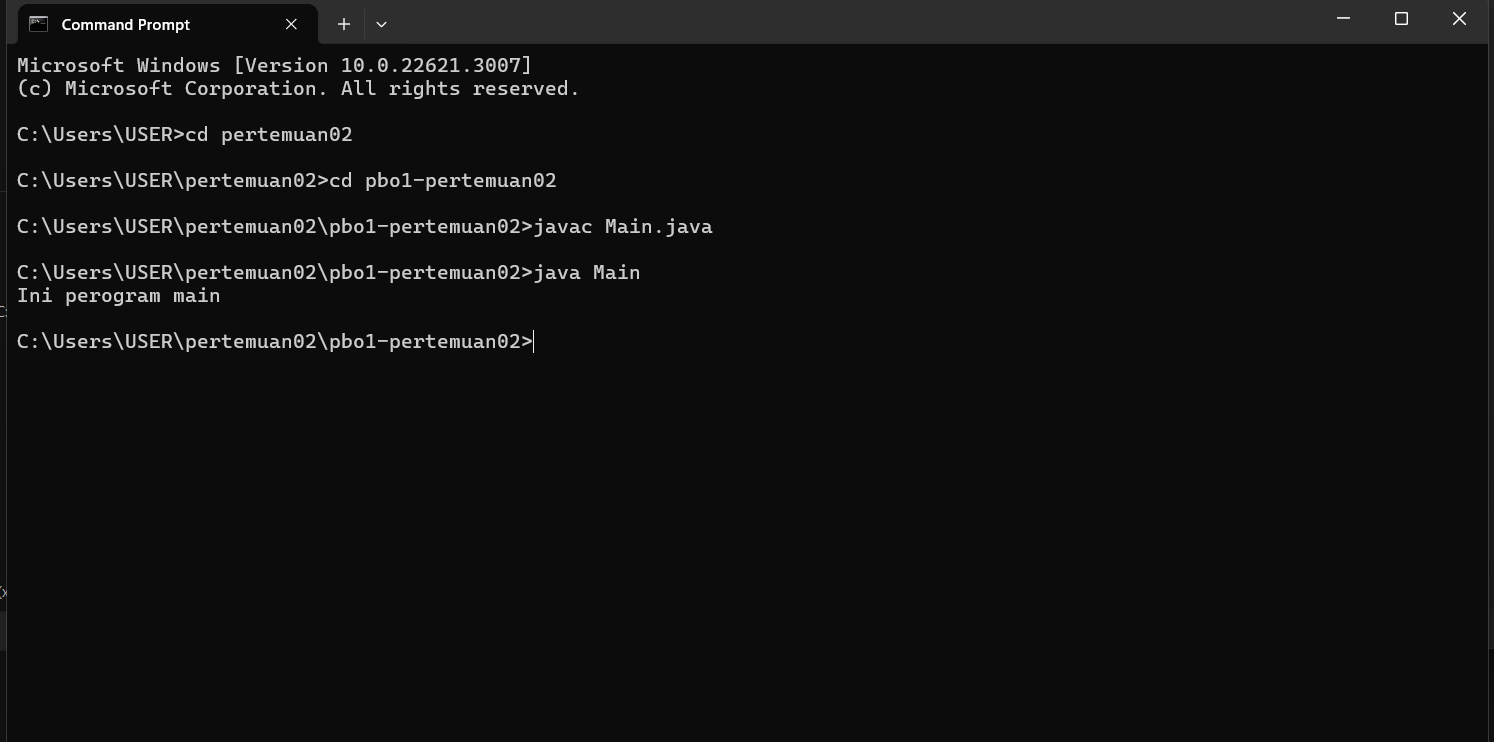 Command Prompt
Microsoft Windows [Version 10.0.22621.3007]
(c) Microsoft Corporation. All rights reserved.
C:\Users\USER>cd pertemuan02
C:\Users\USER\pertemuan02>cd pbo1-pertemuan02
C:\Users\USER\pertemuan02\pbo1-pertemuan02>javac Main.java
C:\Users\USER\pertemuan02\pbo1-pertemuan02>java Main
Ini perogram main
C:\Users\USER\pertemuan02\pbo1-pertemuan02>